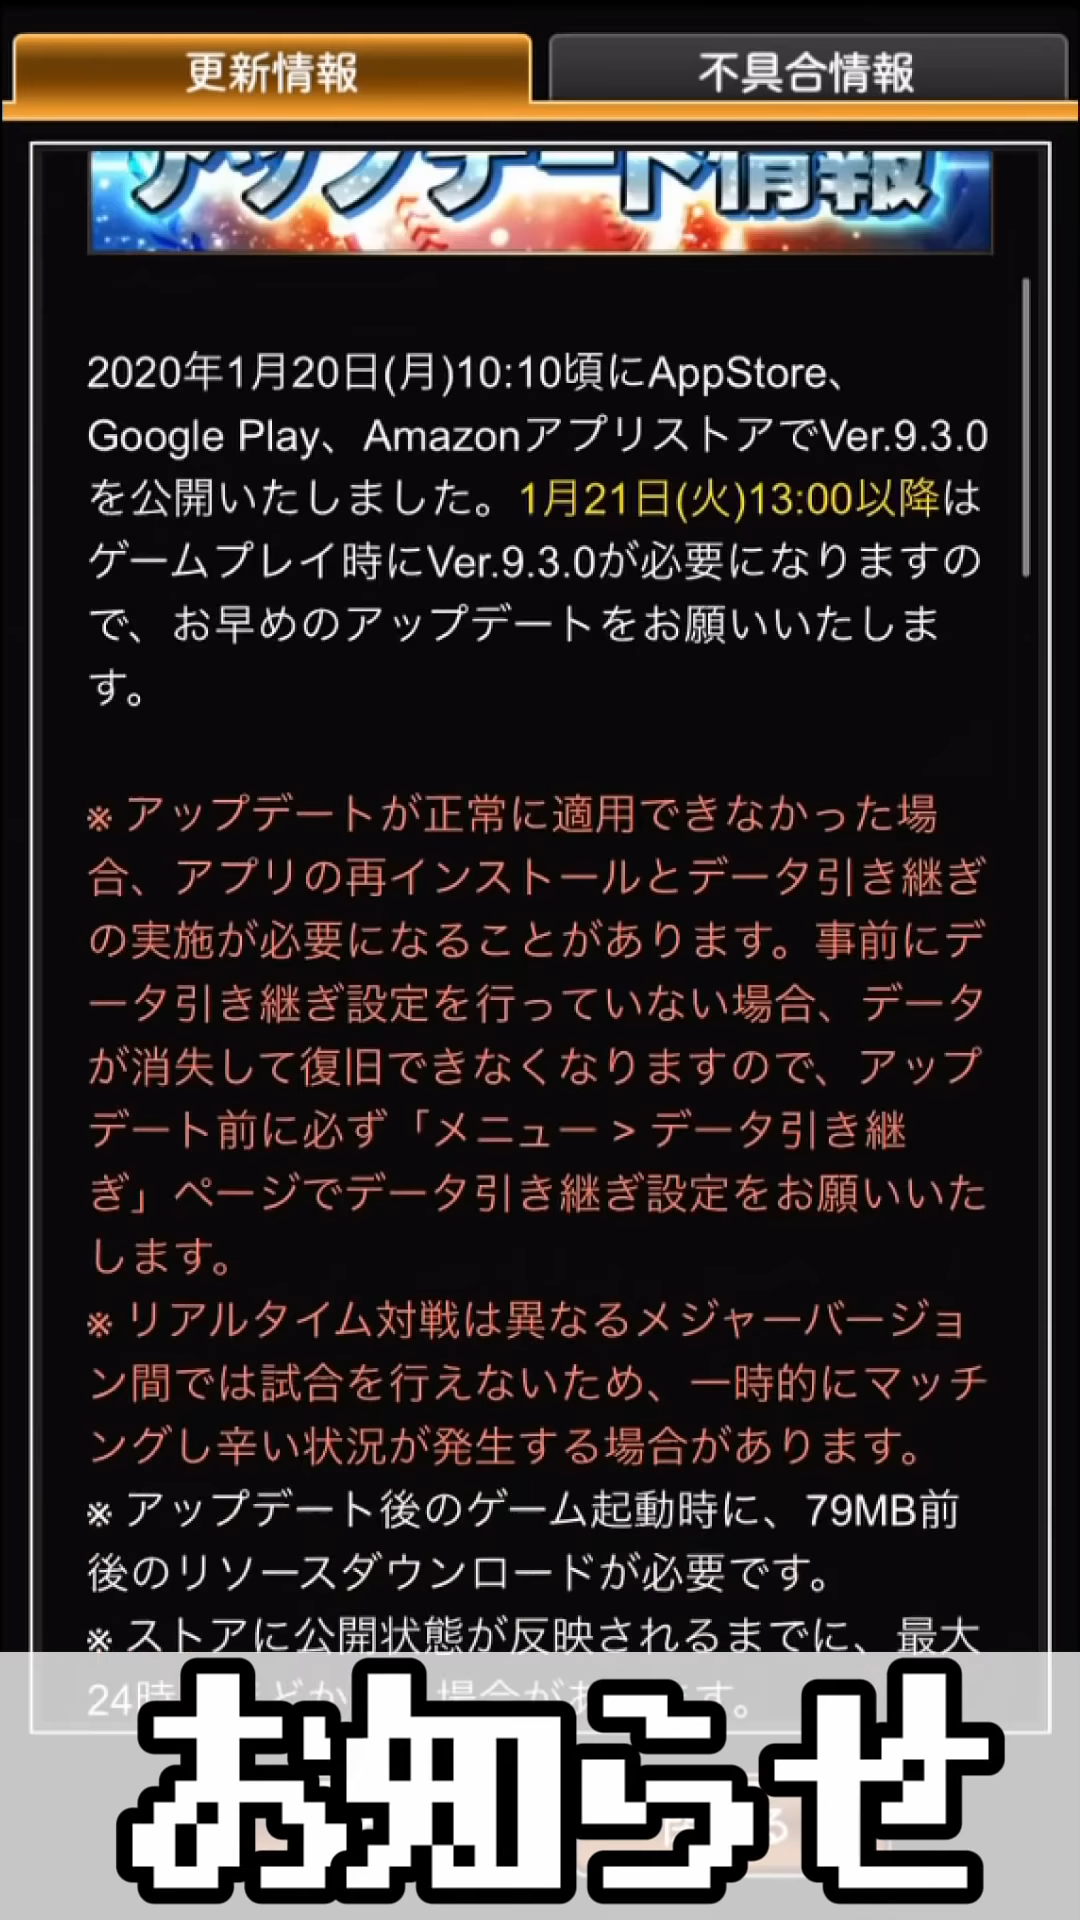 更新情報
不具合情報
アップデート情報
2020年1月20日(月)10:10頃にAppStore、
Google Play、AmazonアプリストアでVer.9.3.0
を公開いたしました。1月21日(火)13:00以降は
ゲームプレイ時にVer.9.3.0が必要になりますの
で、お早めのアップデートをお願いいたしま
す。
※ アップデートが正常に適用できなかった場
合、アプリの再インストールとデータ引き継ぎ
の実施が必要になることがあります。事前にデ
ータ引き継ぎ設定を行っていない場合、データ
が消失して復旧できなくなりますので、アップ
デート前に必ず「メニュー > データ引き継
ぎ」ページでデータ引き継ぎ設定をお願いいた
します。
※ リアルタイム対戦は異なるメジャーバージョ
ン間では試合を行えないため、一時的にマッチ
ングし辛い状況が発生する場合があります。
※ アップデート後のゲーム起動時に、79MB前
後のリソースダウンロードが必要です。
※ ストアに公開状態が反映されるまでに、最大
24時
お知らせ